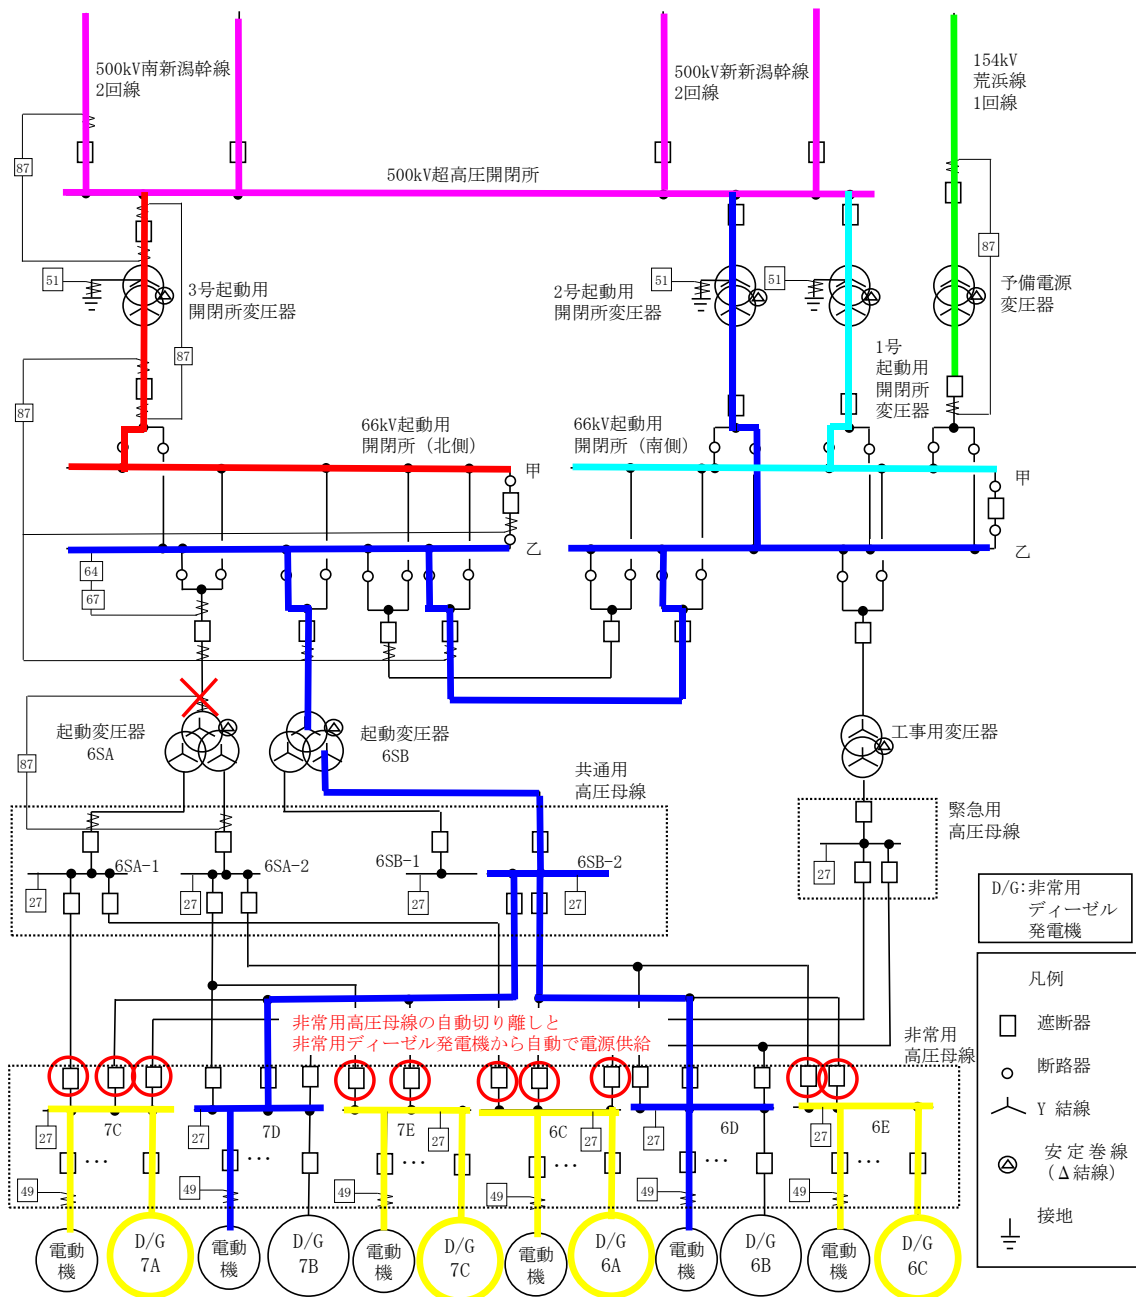 500kV南新潟幹線
2回線
500kV新新潟幹線
2回線
154kV
荒浜線
1回線
87
500kV超高圧開閉所
87
51
3号起動用
開閉所変圧器
51
2号起動用
開閉所変圧器
51
予備電源
変圧器
87
87
1号
起動用
開閉所
変圧器
66kV起動用
開閉所(北側)
66kV起動用
開閉所(南側)
甲
甲
乙
乙
64
67
起動変圧器
6SA
起動変圧器
6SB
工事用変圧器
87
共通用
高圧母線
緊急用
高圧母線
6SA-1
6SA-2
6SB-1
6SB-2
27
27
27
27
27
D/G:非常用
ディーゼル
発電機
凡例
遮断器
断路器
Y 結線
安定巻線
(Δ結線)
接地
非常用高圧母線の自動切り離しと
非常用ディーゼル発電機から自動で電源供給
非常用
高圧母線
7C
7D
7E
6C
6D
6E
27
27
27
27
27
27
…
…
…
…
…
…
49
49
49
49
49
49
電動
機
D/G
7A
電動
機
D/G
7B
電動
機
D/G
7C
電動
機
D/G
6A
電動
機
D/G
6B
電動
機
D/G
6C